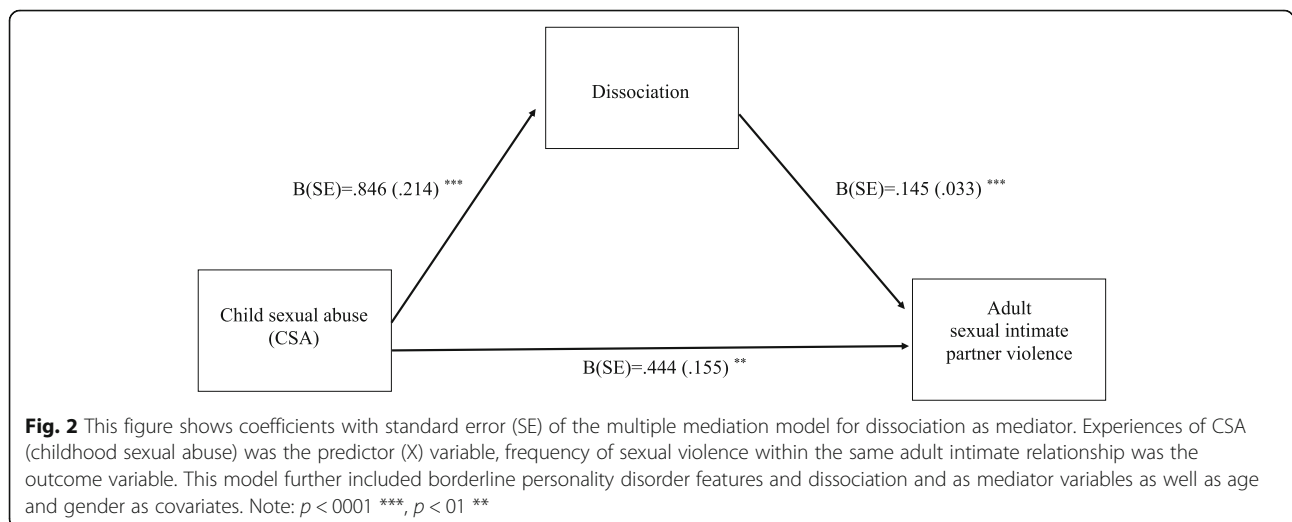 Dissociation
B(SE)=.846 (.214) ***
B(SE)=.145 (.033) ***
Child sexual abuse
(CSA)
Adult
sexual intimate
partner violence
B(SE)=.444 (.155) **
Fig. 2 This figure shows coefficients with standard error (SE) of the multiple mediation model for dissociation as mediator. Experiences of CSA
(childhood sexual abuse) was the predictor (X) variable, frequency of sexual violence within the same adult intimate relationship was the
outcome variable. This model further included borderline personality disorder features and dissociation and as mediator variables as well as age
and gender as covariates. Note: p < 0001 ***, p < 01 **